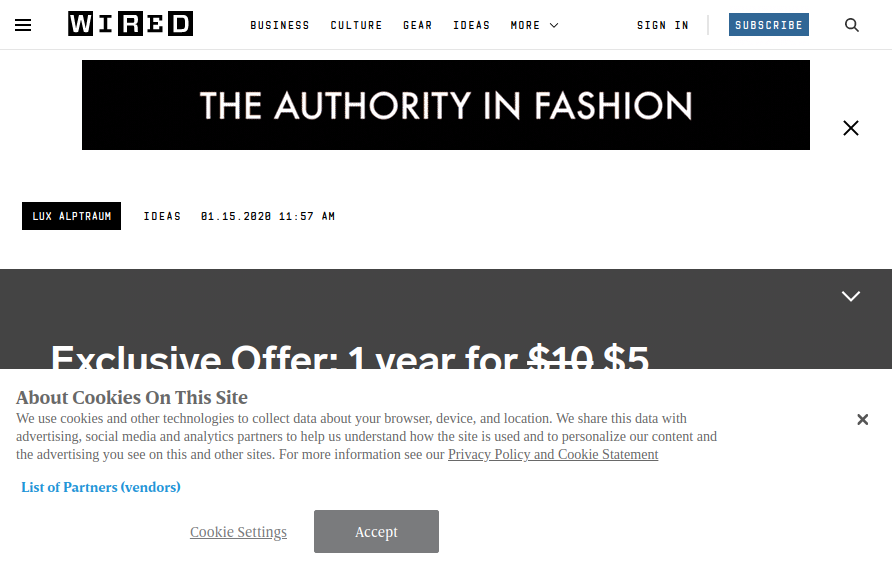 WIRED
BUSINESS CULTURE GEAR IDEAS MORE SIGN IN SUBSCRIBE
THE AUTHORITY IN FASHION
LUX ALPTRAUM IDEAS 01.15.2020 11:57 AM
Exclusive Offer: 1 year for $10 $5
About Cookies On This Site
We use cookies and other technologies to collect data about your browser, device, and location. We share this data with
advertising, social media and analytics partners to help us understand how the site is used and to personalize our content and
the advertising you see on this and other sites. For more information see our Privacy Policy and Cookie Statement
List of Partners (vendors)
Cookie Settings Accept